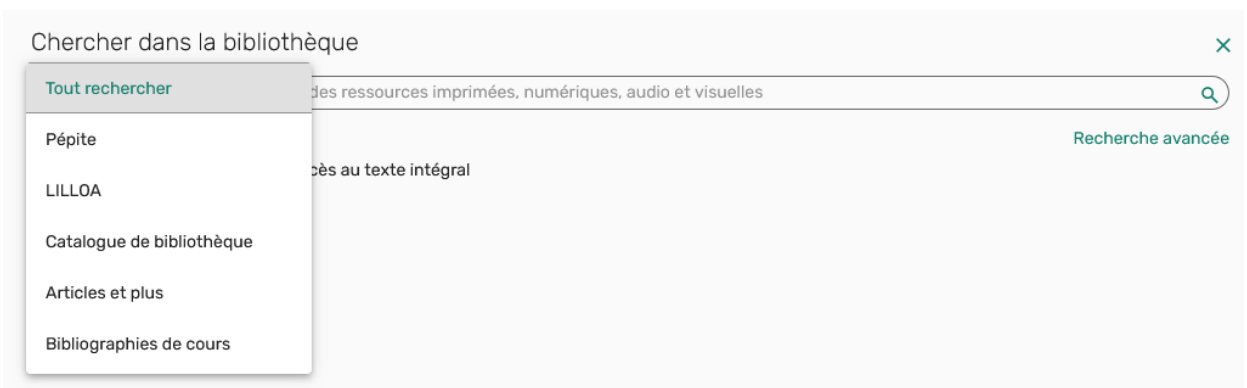 Chercher dans la bibliothèque
Tout rechercher
des ressources imprimées, numériques, audio et visuelles
Pépite
Recherche avancée
au texte intégral
LILLOA
Catalogue de bibliothèque
Articles et plus
Bibliographies de cours